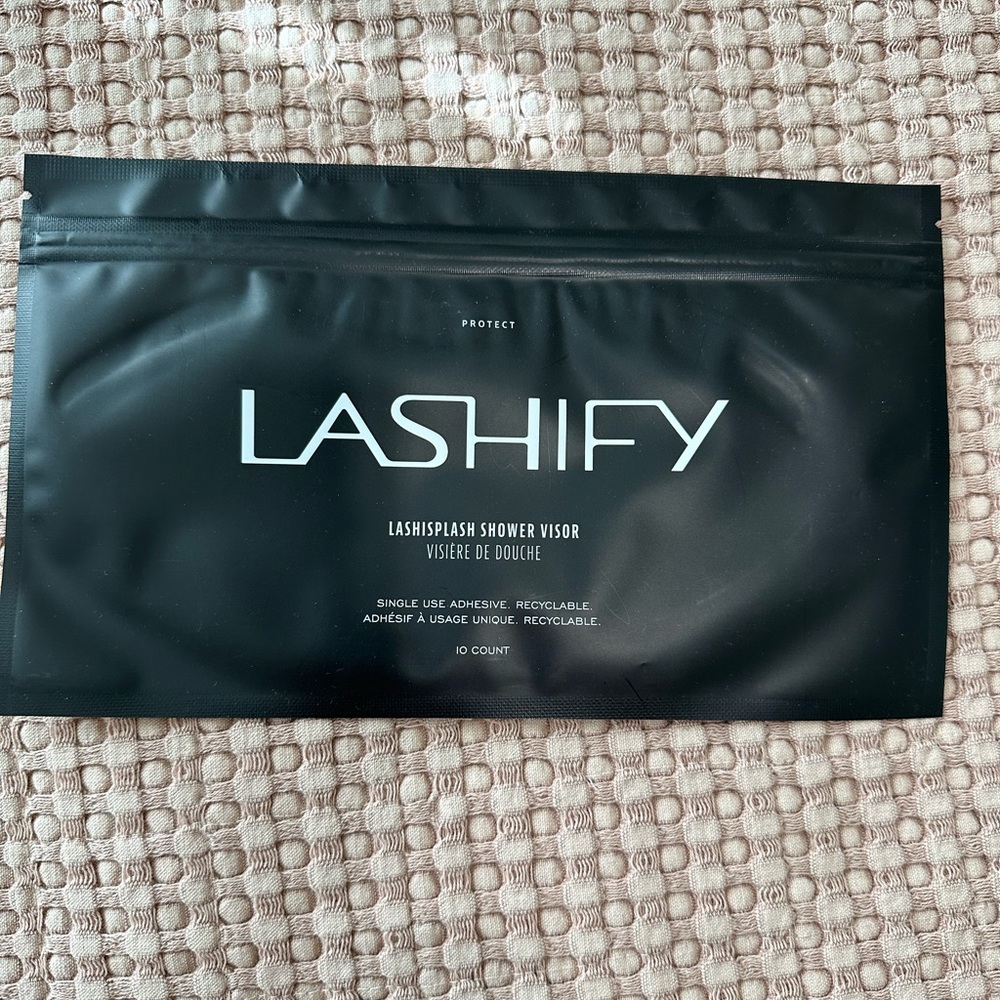 PROTECT
LASHIFY
LASHISPLASH SHOWER VISOR
VISIÈRE DE DOUCHE
SINGLE USE ADHESIVE. RECYCLABLE.
ADHÉSIF À USAGE UNIQUE. RECYCLABLE.
10 COUNT